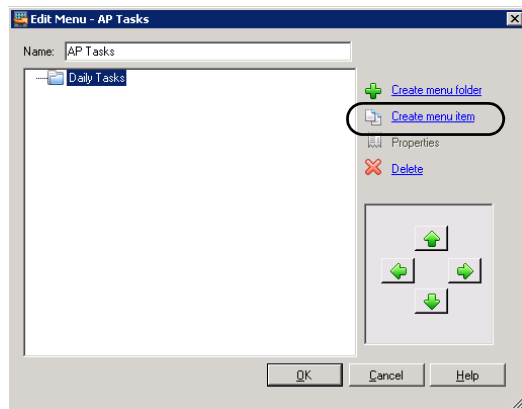 Edit Menu - AP Tasks
Name: AP Tasks
Daily Tasks
Create menu folder
Create menu item
Properties
Delete
OK Cancel Help